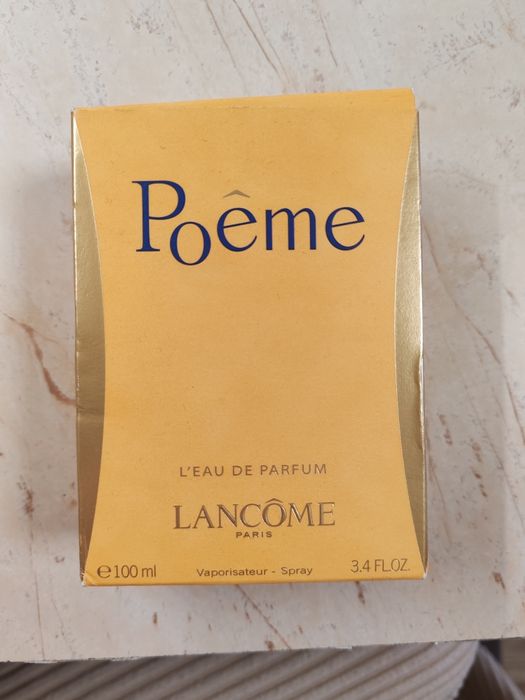 Poême
L'EAU DE PARFUM
LANCÔME
PARIS
℮100 ml Vaporisateur - Spray 3.4 FL.OZ.